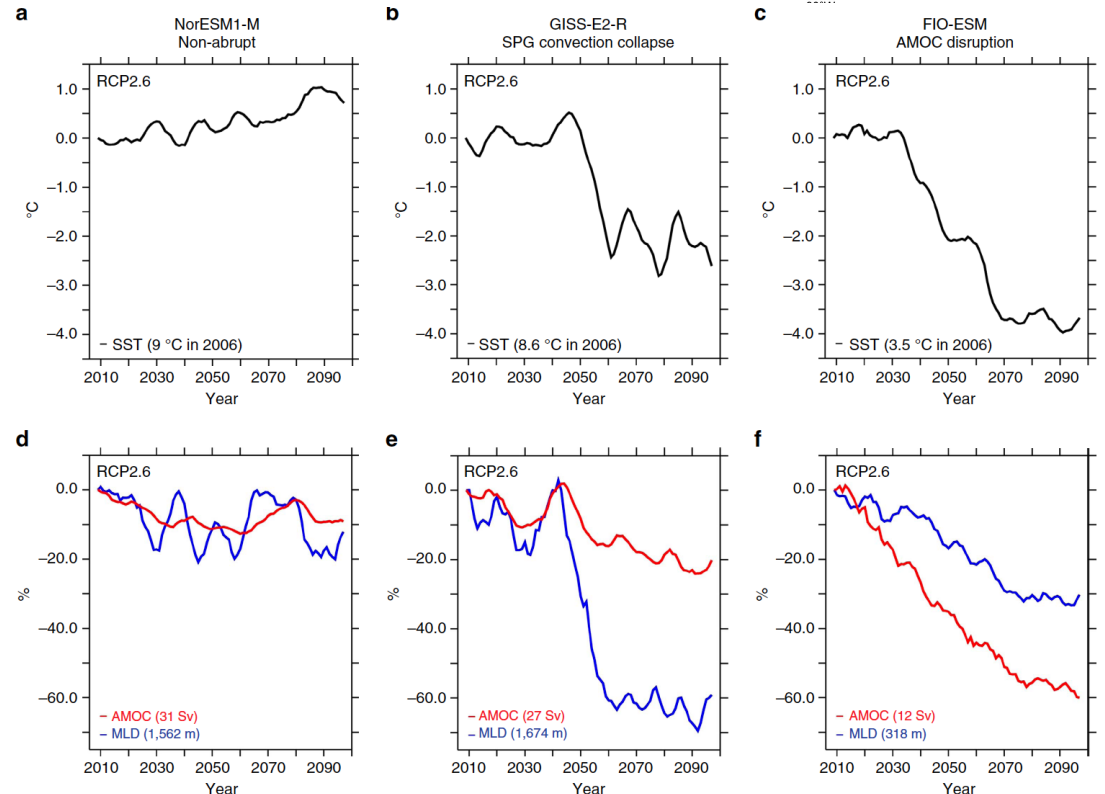 a
NorESM1-M
Non-abrupt
RCP2.6
1.0
0.0
–1.0
–2.0
–3.0
–4.0
°C
– SST (9 °C in 2006)
2010 2030 2050 2070 2090
Year
b
GISS-E2-R
SPG convection collapse
RCP2.6
1.0
0.0
–1.0
–2.0
–3.0
–4.0
°C
– SST (8.6 °C in 2006)
2010 2030 2050 2070 2090
Year
c
FIO-ESM
AMOC disruption
RCP2.6
1.0
0.0
–1.0
–2.0
–3.0
–4.0
°C
– SST (3.5 °C in 2006)
2010 2030 2050 2070 2090
Year
d
RCP2.6
0.0
–20.0
–40.0
–60.0
%
– AMOC (31 Sv)
– MLD (1,562 m)
2010 2030 2050 2070 2090
Year
e
RCP2.6
0.0
–20.0
–40.0
–60.0
%
– AMOC (27 Sv)
– MLD (1,674 m)
2010 2030 2050 2070 2090
Year
f
RCP2.6
0.0
–20.0
–40.0
–60.0
%
– AMOC (12 Sv)
– MLD (318 m)
2010 2030 2050 2070 2090
Year